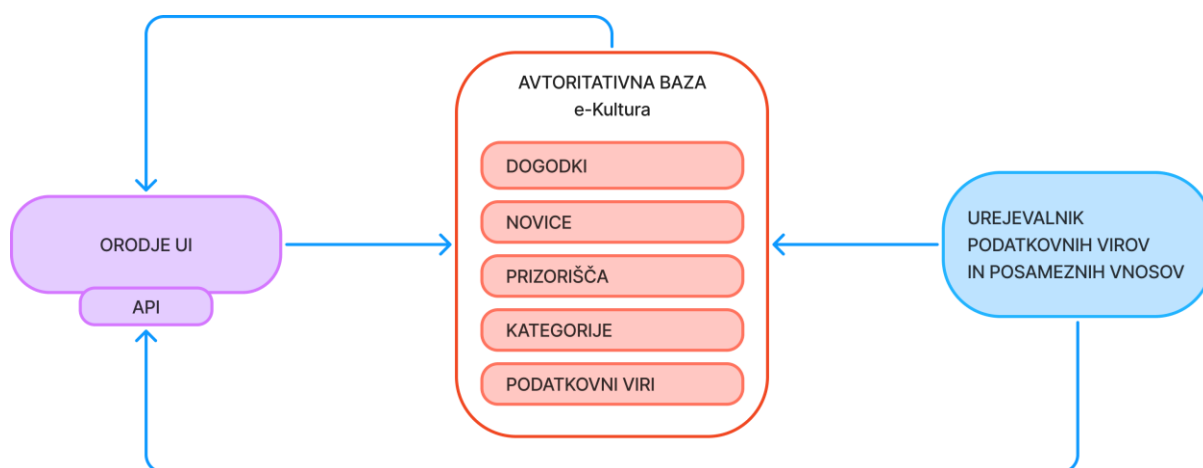 AVTORITATIVNA BAZA
e-Kultura
DOGODKI
NOVICE
PRIZORIŠČA
KATEGORIJE
PODATKOVNI VIRI
ORODJE UI
API
UREJEVALNIK
PODATKOVNIH VIROV
IN POSAMEZNIH VNOSOV